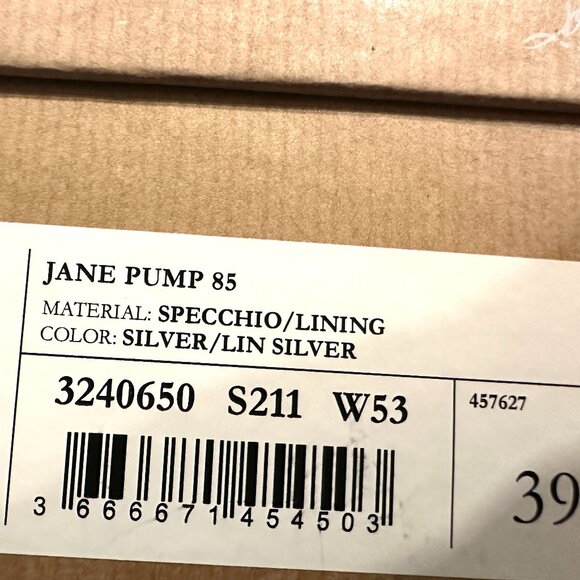 JANE PUMP 85
MATERIAL: SPECCHIO/LINING
COLOR: SILVER/LIN SILVER
3240650 S211 W53
457627
3 666671 454503
39